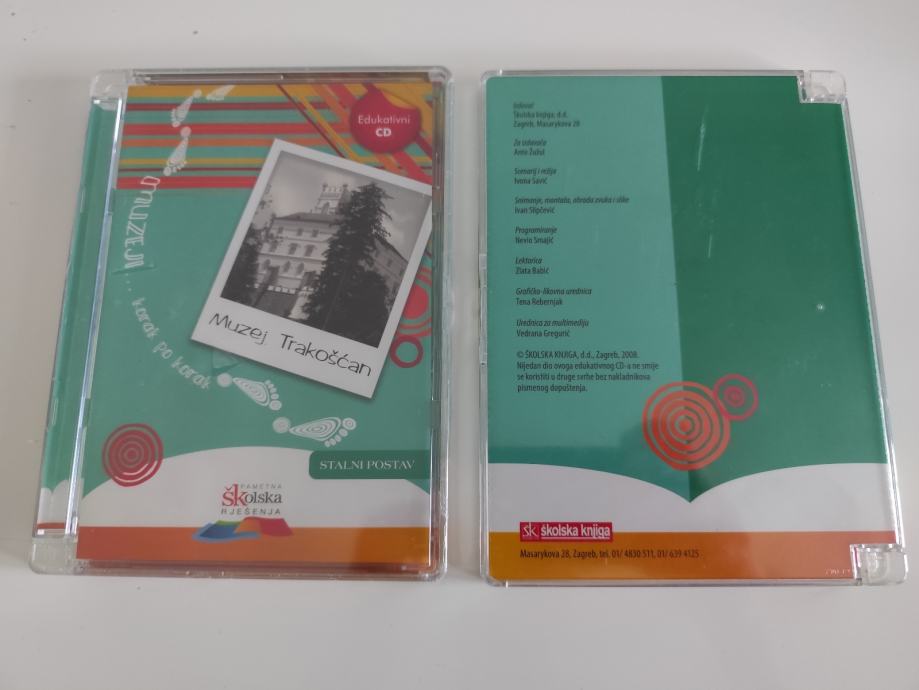 Edukativni
CD
MUZEJI... korak po korak
Muzej Trakošćan
STALNI POSTAV
PAMETNA
školska
RJEŠENJA
Izdavač
Školska knjiga, d.d.
Zagreb, Masarykova 28
Za izdavača
Ante Žužul
Scenarij i režija
Ivona Savić
Snimanje, montaža, obrada zvuka i slike
Ivan Slipčević
Programiranje
Nevio Smajić
Lektorica
Zlata Babić
Grafičko-likovna urednica
Tena Rebernjak
Urednica za multimediju
Vedrana Gregurić
© ŠKOLSKA KNJIGA, d.d., Zagreb, 2008.
Nijedan dio ovoga edukativnog CD-a ne smije
se koristiti u druge svrhe bez nakladnikova
pismenog dopuštenja.
šk školska knjiga
Masarykova 28, Zagreb, tel. 01/ 4830 511, 01/ 639 4125